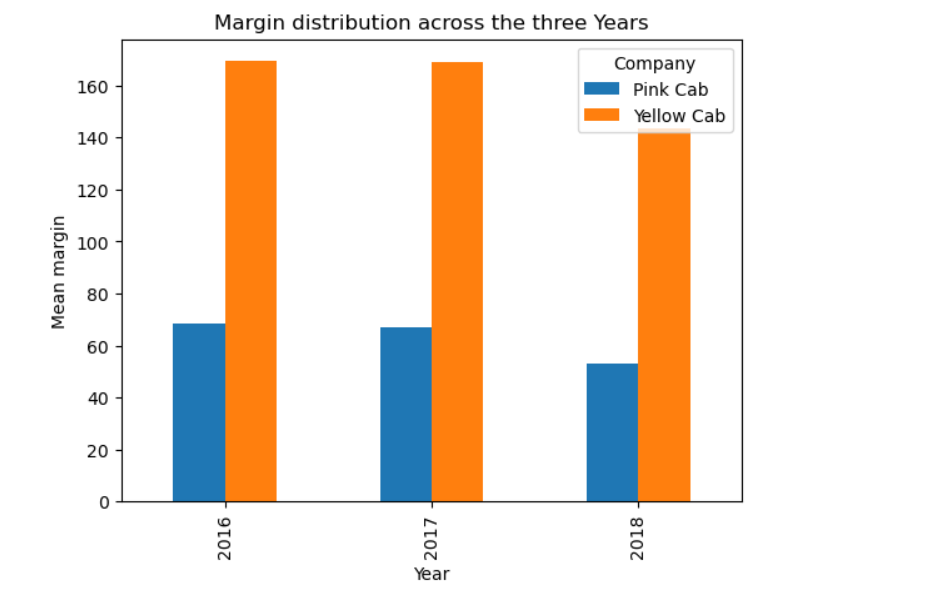 Margin distribution across the three Years
Company
Pink Cab
Yellow Cab
160
140
120
100
80
60
40
20
0
Mean margin
2016
2017
2018
Year